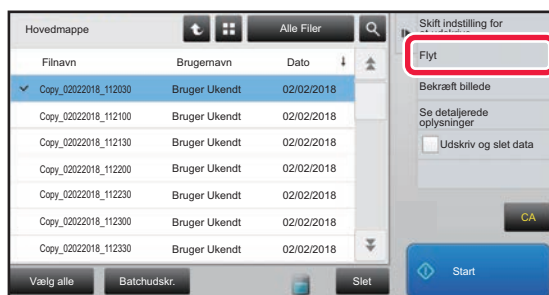 Hovedmappe
Alle Filer
Filnavn Brugernavn Dato
Copy_02022018_112030 Bruger Ukendt 02/02/2018
Copy_02022018_112100 Bruger Ukendt 02/02/2018
Copy_02022018_112130 Bruger Ukendt 02/02/2018
Copy_02022018_112200 Bruger Ukendt 02/02/2018
Copy_02022018_112230 Bruger Ukendt 02/02/2018
Copy_02022018_112300 Bruger Ukendt 02/02/2018
Copy_02022018_112330 Bruger Ukendt 02/02/2018
Vælg alle Batchudskr. Slet
Skift indstilling for
at udskrive
Flyt
Bekræft billede
Se detaljerede
oplysninger
Udskriv og slet data
CA
Start